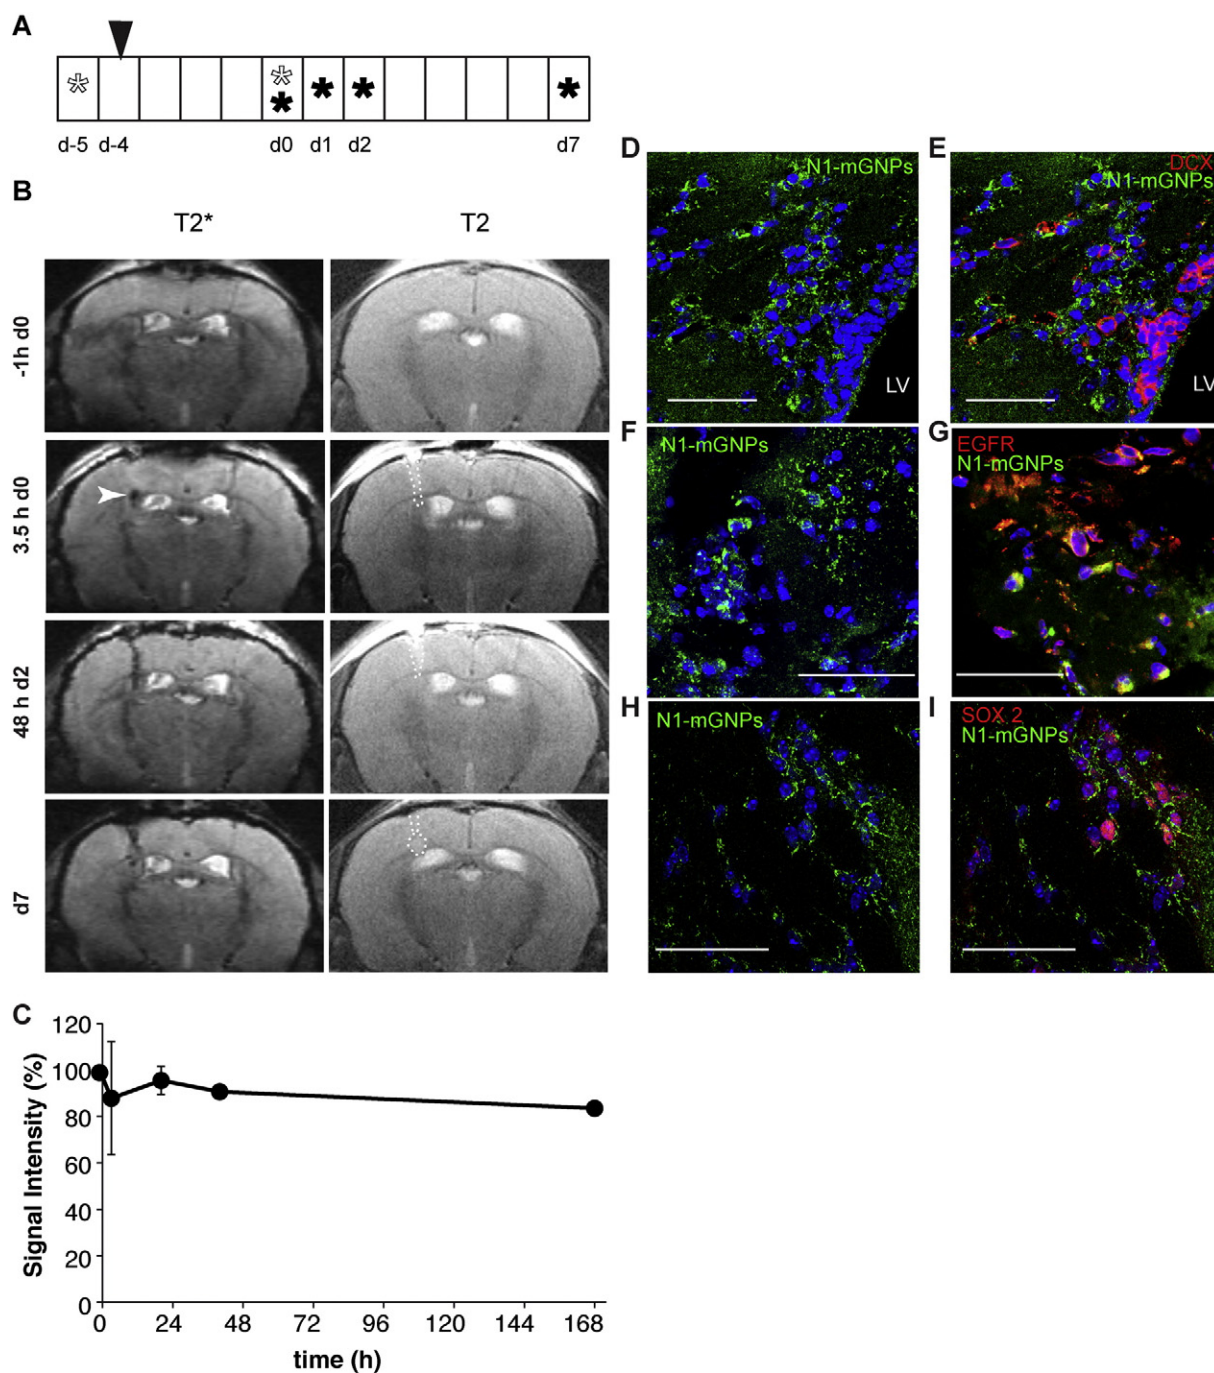 A
d-5 d-4 d0 d1 d2 d7
B
T2* T2
-1h d0
3.5 h d0
48 h d2
d7
C
Signal Intensity (%)
120
100
80
60
40
20
0
0 24 48 72 96 120 144 168
time (h)
D
N1-mGNPs
LV
E
DCX
N1-mGNPs
LV
F
N1-mGNPs
G
EGFR
N1-mGNPs
H
N1-mGNPs
I
SOX 2
N1-mGNPs